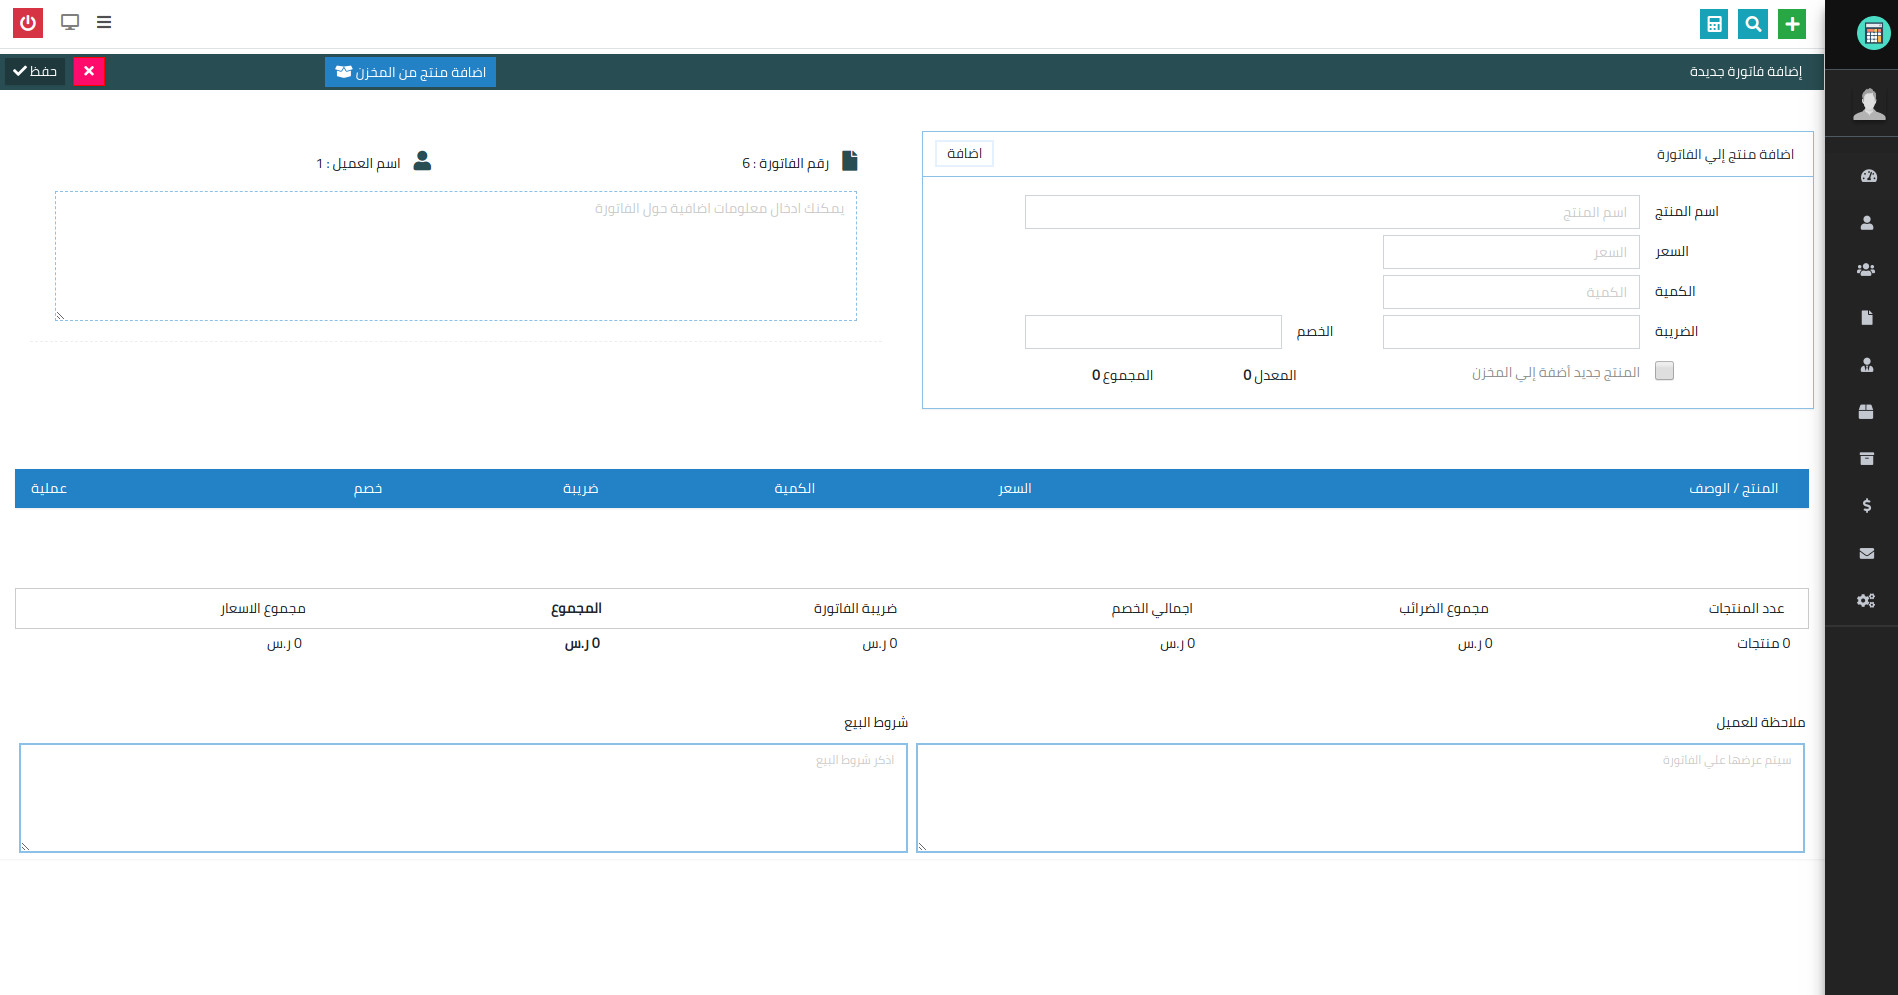 إضافة فاتورة جديدة
اضافة منتج من المخزن
حفظ
اضافة منتج إلي الفاتورة
اضافة
اسم المنتج
اسم المنتج
السعر
السعر
الكمية
الكمية
الضريبة
الخصم
المنتج جديد أضفة إلي المخزن
المعدل 0
المجموع 0
رقم الفاتورة : 6
اسم العميل : 1
يمكنك ادخال معلومات اضافية حول الفاتورة
المنتج / الوصف السعر الكمية ضريبة خصم عملية
عدد المنتجات مجموع الضرائب اجمالي الخصم ضريبة الفاتورة المجموع مجموع الاسعار
0 منتجات 0 ر.س 0 ر.س 0 ر.س 0 ر.س 0 ر.س
ملاحظة للعميل
سيتم عرضها علي الفاتورة
شروط البيع
اذكر شروط البيع